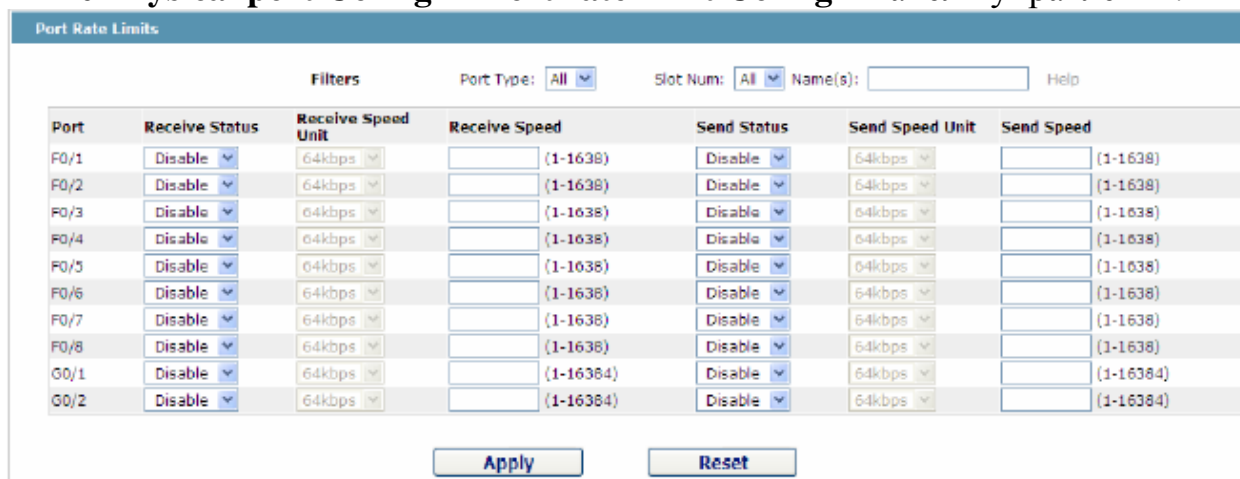 Port Rate Limits
Filters Port Type: All Slot Num: All Name(s): Help
Port Receive Status Receive Speed Unit Receive Speed Send Status Send Speed Unit Send Speed
F0/1 Disable 64kbps (1-1638) Disable 64kbps (1-1638)
F0/2 Disable 64kbps (1-1638) Disable 64kbps (1-1638)
F0/3 Disable 64kbps (1-1638) Disable 64kbps (1-1638)
F0/4 Disable 64kbps (1-1638) Disable 64kbps (1-1638)
F0/5 Disable 64kbps (1-1638) Disable 64kbps (1-1638)
F0/6 Disable 64kbps (1-1638) Disable 64kbps (1-1638)
F0/7 Disable 64kbps (1-1638) Disable 64kbps (1-1638)
F0/8 Disable 64kbps (1-1638) Disable 64kbps (1-1638)
G0/1 Disable 64kbps (1-16384) Disable 64kbps (1-16384)
G0/2 Disable 64kbps (1-16384) Disable 64kbps (1-16384)
Apply Reset